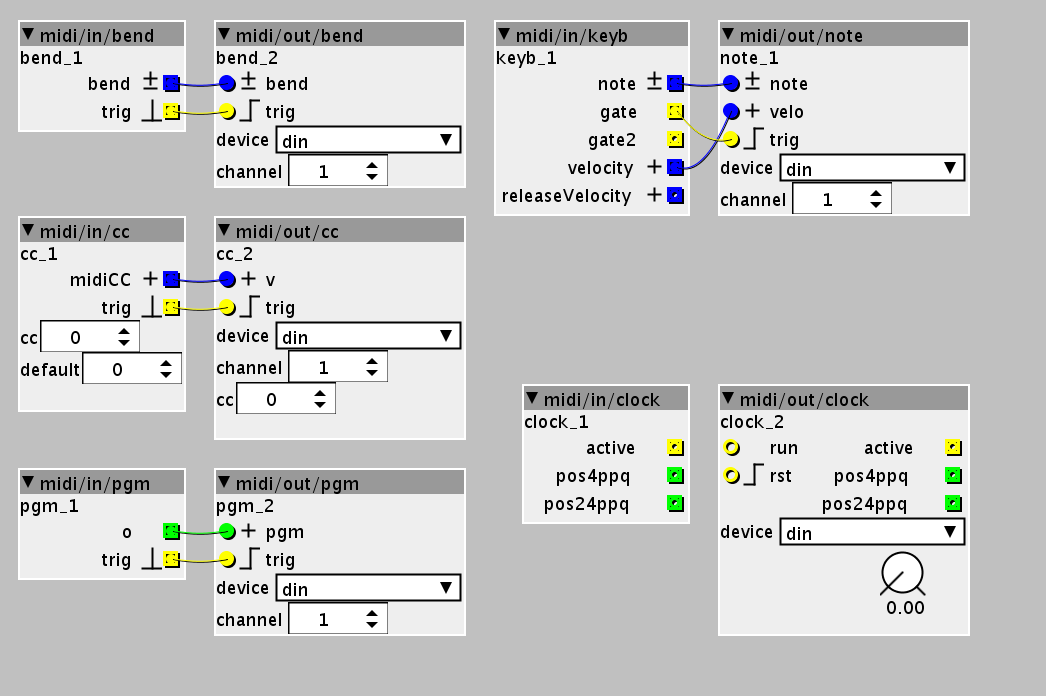 midi/in/bend
bend_1
bend ±
trig
midi/out/bend
bend_2
± bend
trig
device din
channel 1
midi/in/keyb
keyb_1
note ±
gate
gate2
velocity +
releaseVelocity +
midi/out/note
note_1
± note
+ velo
trig
device din
channel 1
midi/in/cc
cc_1
midiCC +
trig
cc 0
default 0
midi/out/cc
cc_2
+ v
trig
device din
channel 1
cc 0
midi/in/clock
clock_1
active
pos4ppq
pos24ppq
midi/out/clock
clock_2
run active
rst pos4ppq
pos24ppq
device din
0.00
midi/in/pgm
pgm_1
o
trig
midi/out/pgm
pgm_2
+ pgm
trig
device din
channel 1